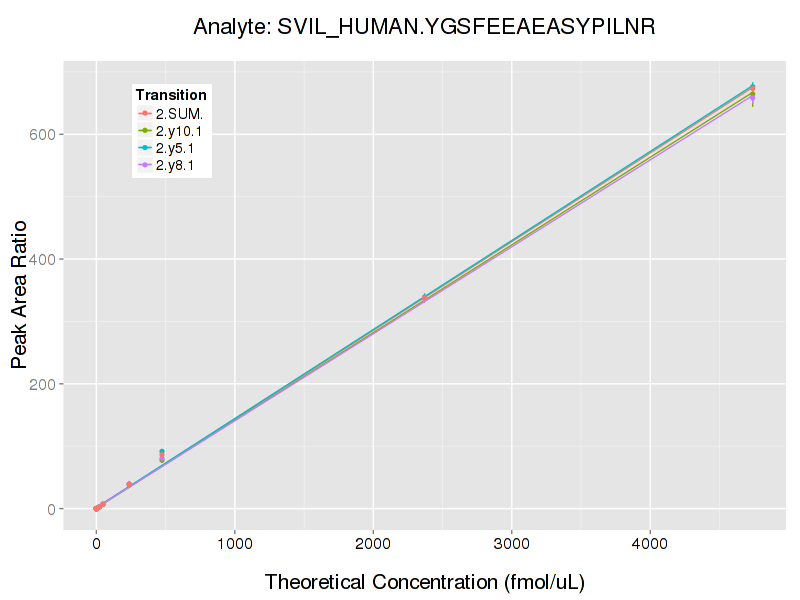 Analyte: SVIL_HUMAN.YGSFEEAEASYPILNR
Transition
2.SUM.
2.y10.1
2.y5.1
2.y8.1
Peak Area Ratio
600
400
200
0
0 1000 2000 3000 4000
Theoretical Concentration (fmol/uL)